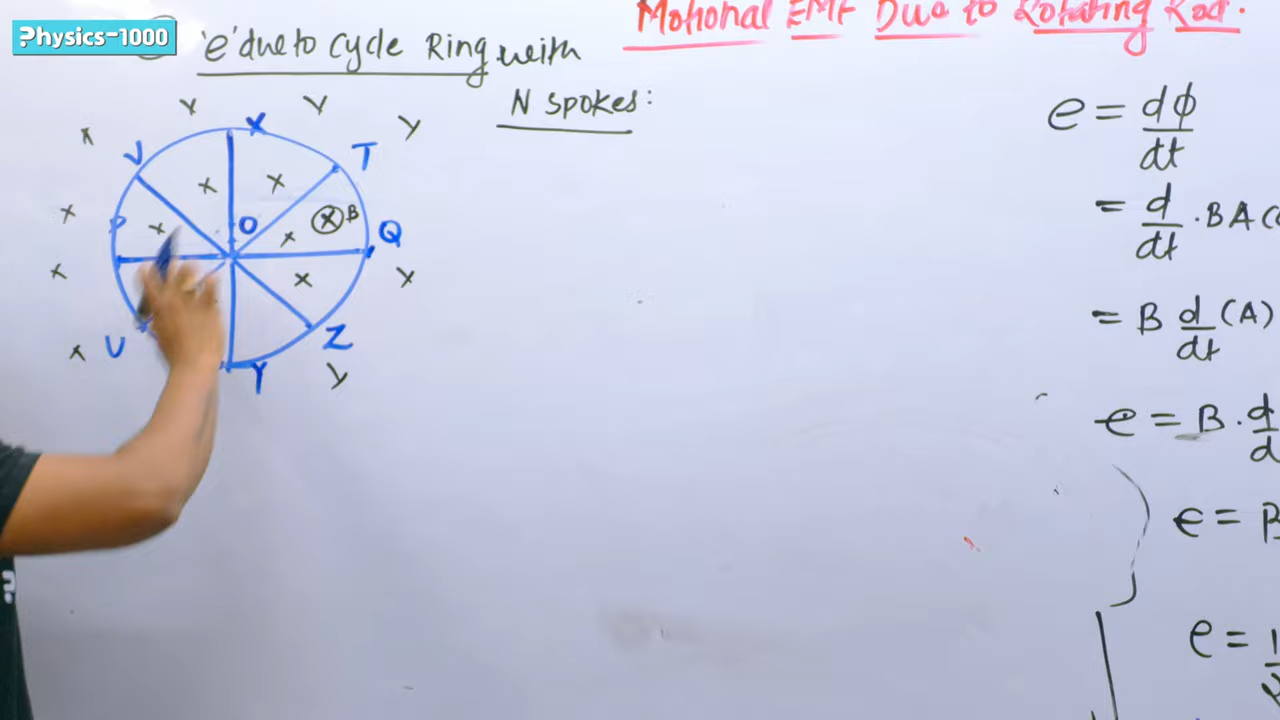 Physics-1000
Motional EMF Due to Rotating Rod.
'e' due to Cycle Ring with
N spokes:
X
V
T
P
O
B
Q
U
Z
Y
e = dϕ/dt
= d/dt . BA
= B d/dt (A)
e = B .
e =
e =